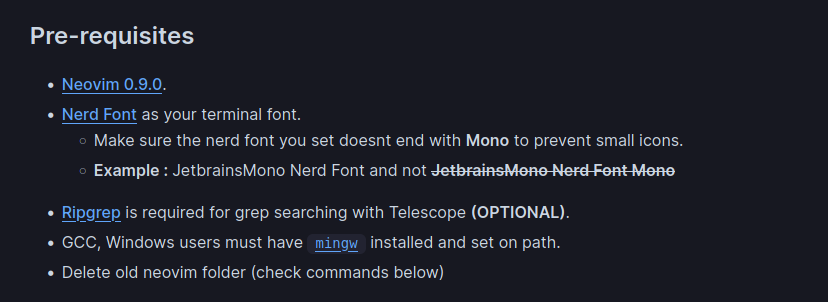 Pre-requisites
Neovim 0.9.0.
Nerd Font as your terminal font.
Make sure the nerd font you set doesnt end with Mono to prevent small icons.
Example : JetbrainsMono Nerd Font and not JetbrainsMono Nerd Font Mono
Ripgrep is required for grep searching with Telescope (OPTIONAL).
GCC, Windows users must have mingw installed and set on path.
Delete old neovim folder (check commands below)